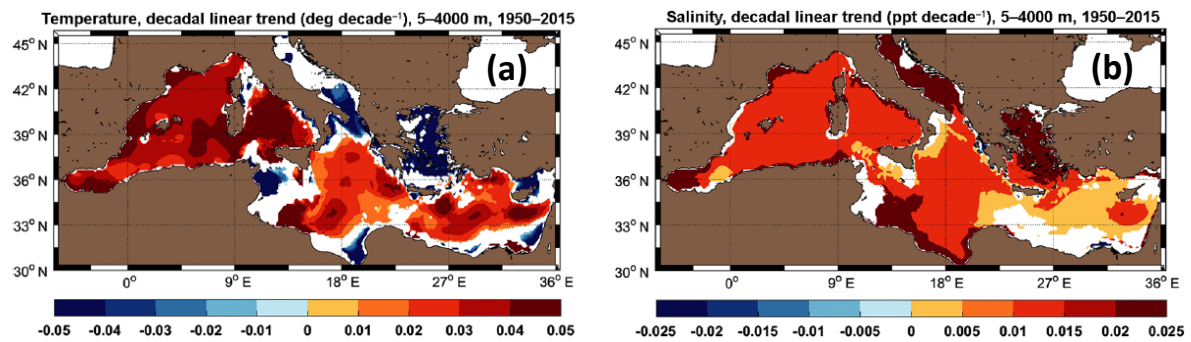 Temperature, decadal linear trend (deg decade⁻¹), 5–4000 m, 1950–2015
(a)
45° N
42° N
39° N
36° N
33° N
30° N
0° 9° E 18° E 27° E 36° E
-0.05 -0.04 -0.03 -0.02 -0.01 0 0.01 0.02 0.03 0.04 0.05
Salinity, decadal linear trend (ppt decade⁻¹), 5–4000 m, 1950–2015
(b)
45° N
42° N
39° N
36° N
33° N
30° N
0° 9° E 18° E 27° E 36° E
-0.025 -0.02 -0.015 -0.01 -0.005 0 0.005 0.01 0.015 0.02 0.025